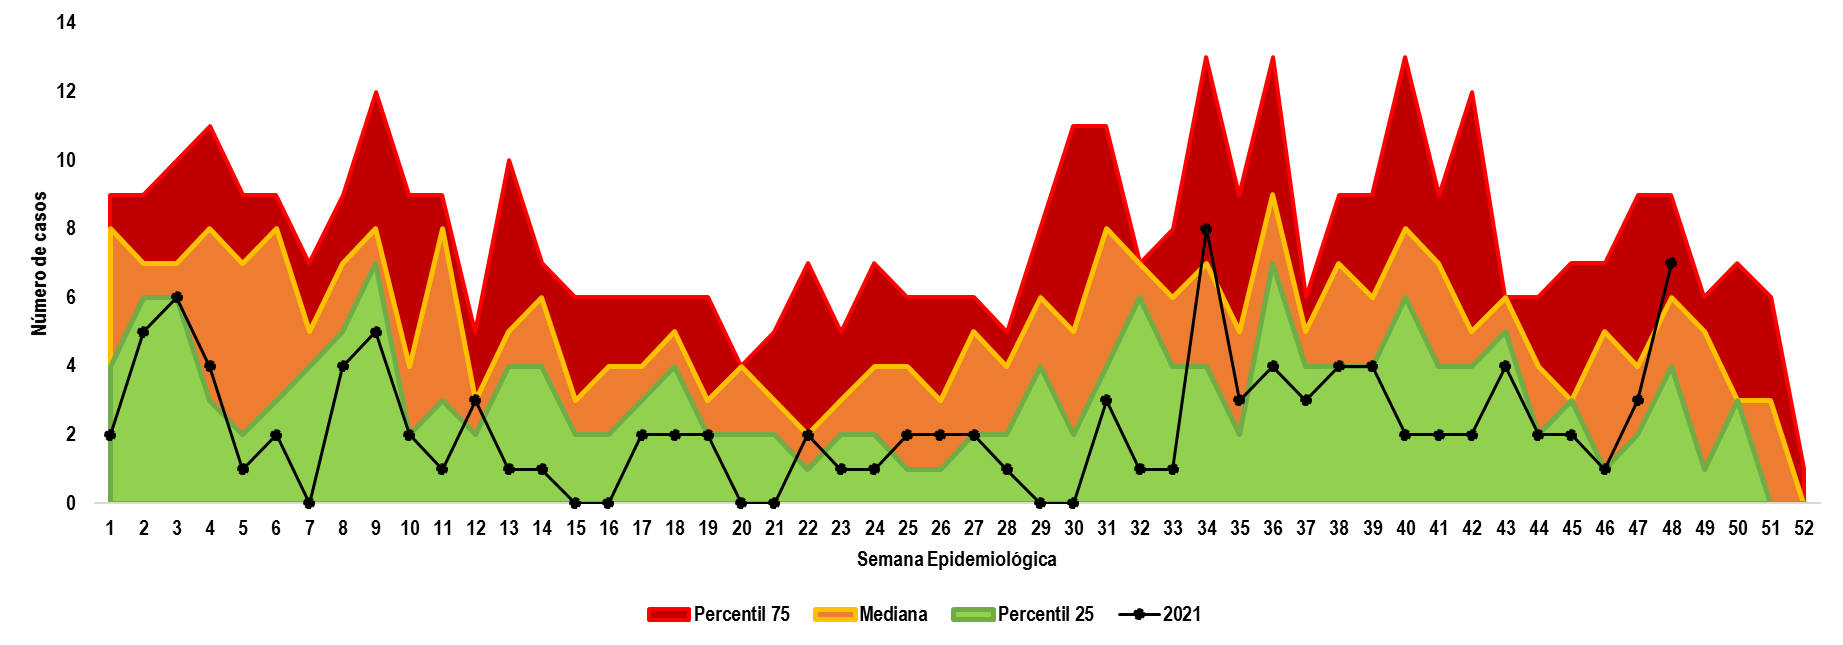 14
12
10
8
6
4
2
0
Número de casos
1 2 3 4 5 6 7 8 9 10 11 12 13 14 15 16 17 18 19 20 21 22 23 24 25 26 27 28 29 30 31 32 33 34 35 36 37 38 39 40 41 42 43 44 45 46 47 48 49 50 51 52
Semana Epidemiológica
Percentil 75 Mediana Percentil 25 2021